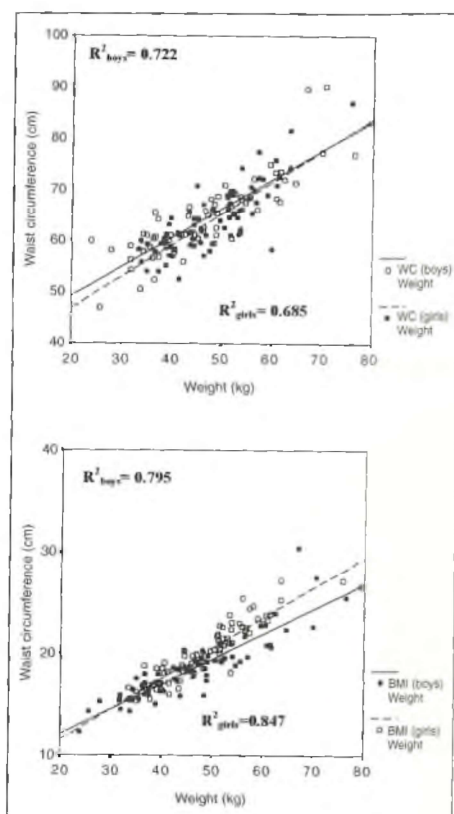 100
R²boys= 0.722
90
80
70
60
50
40
Waist circumference (cm)
R²girls= 0.685
20 30 40 50 60 70 80
Weight (kg)
WC (boys)
Weight
WC (girls)
Weight
40
R²boys= 0.795
30
20
10
Waist circumference (cm)
R²girls= 0.847
20 30 40 50 60 70 80
Weight (kg)
BMI (boys)
Weight
BMI (girls)
Weight